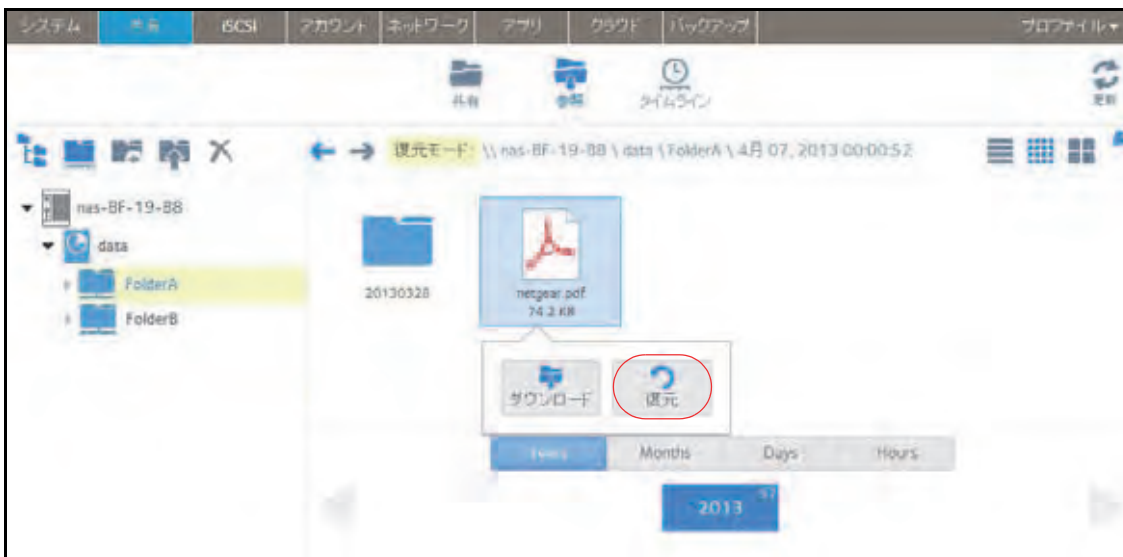 システム 共有 iSCSI アカウント ネットワーク アプリ クラウド バックアップ プロファイル▾
共有 参照 タイムライン 更新
復元モード: \\ nas-BF-19-B8 \ data \ FolderA \ 4月 07, 2013 00:00:52
nas-BF-19-B8
data
FolderA
FolderB
20130328
netgear.pdf
74.2 KB
ダウンロード 復元
Years Months Days Hours
2013 57